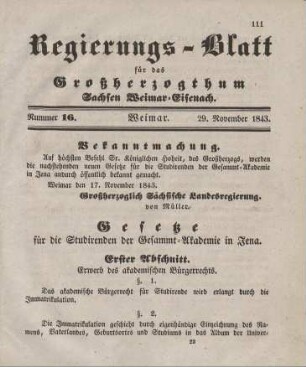 111
Regierungs-Blatt
für das
Großherzogthum
Sachsen Weimar-Eisenach.
Nummer 16. Weimar. 29. November 1843.
Bekanntmachung.
Auf höchsten Befehl Sr. Königlichen Hoheit, des Großherzogs, werden
die nachstehenden neuen Gesetze für die Studirenden der Gesammt-Akademie
in Jena andurch öffentlich bekannt gemacht.
Weimar den 17. November 1843.
Großherzoglich Sächsische Landesregierung.
von Müller.
Gesetze
für die Studirenden der Gesammt-Akademie in Jena.
Erster Abschnitt.
Erwerb des akademischen Bürgerrechts.
§. 1.
Das akademische Bürgerrecht für Studirende wird erlangt durch die
Immatrikulation.
§. 2.
Die Immatrikulation geschieht durch eigenhändige Einzeichnung des Na-
mens, Vaterlandes, Geburtsortes und Studiums in das Album der Univer-
29